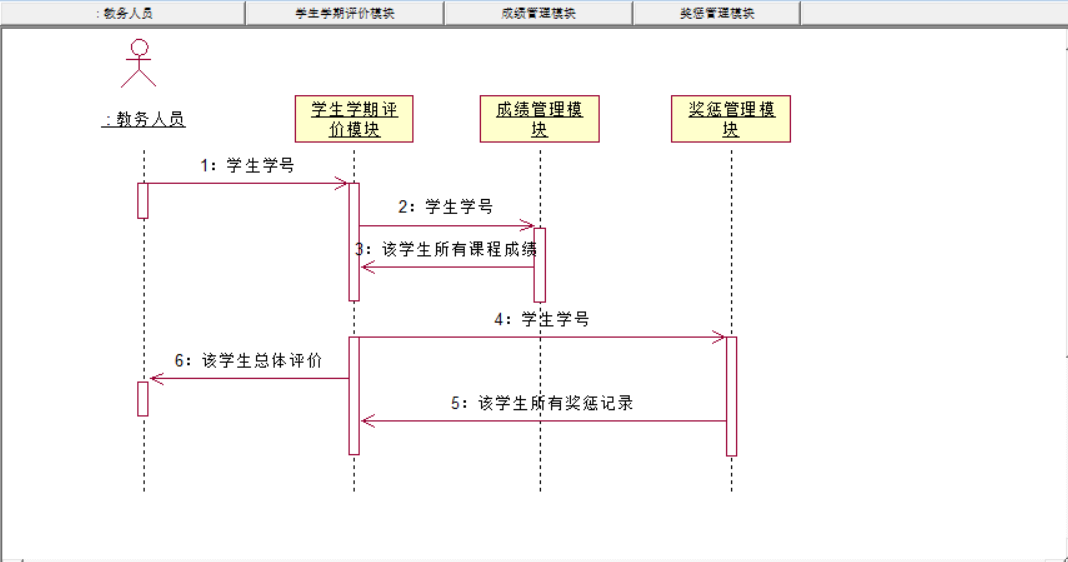 : 教务人员
学生学期评价模块
成绩管理模块
奖惩管理模块
: 教务人员
学生学期评
价模块
成绩管理模
块
奖惩管理模
块
1: 学生学号
2: 学生学号
3: 该学生所有课程成绩
4: 学生学号
6: 该学生总体评价
5: 该学生所有奖惩记录